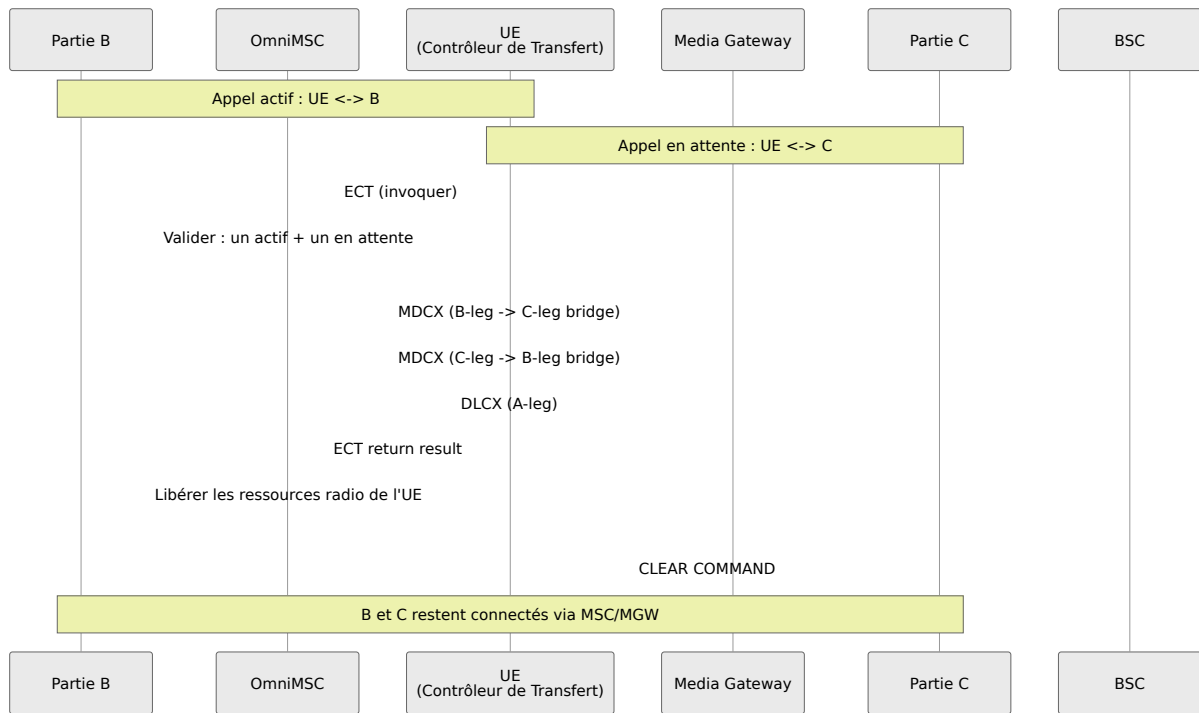 Partie B
OmniMSC
UE
(Contrôleur de Transfert)
Media Gateway
Partie C
BSC
Appel actif : UE <-> B
Appel en attente : UE <-> C
ECT (invoquer)
Valider : un actif + un en attente
MDCX (B-leg -> C-leg bridge)
MDCX (C-leg -> B-leg bridge)
DLCX (A-leg)
ECT return result
Libérer les ressources radio de l'UE
CLEAR COMMAND
B et C restent connectés via MSC/MGW
Partie B
OmniMSC
UE
(Contrôleur de Transfert)
Media Gateway
Partie C
BSC